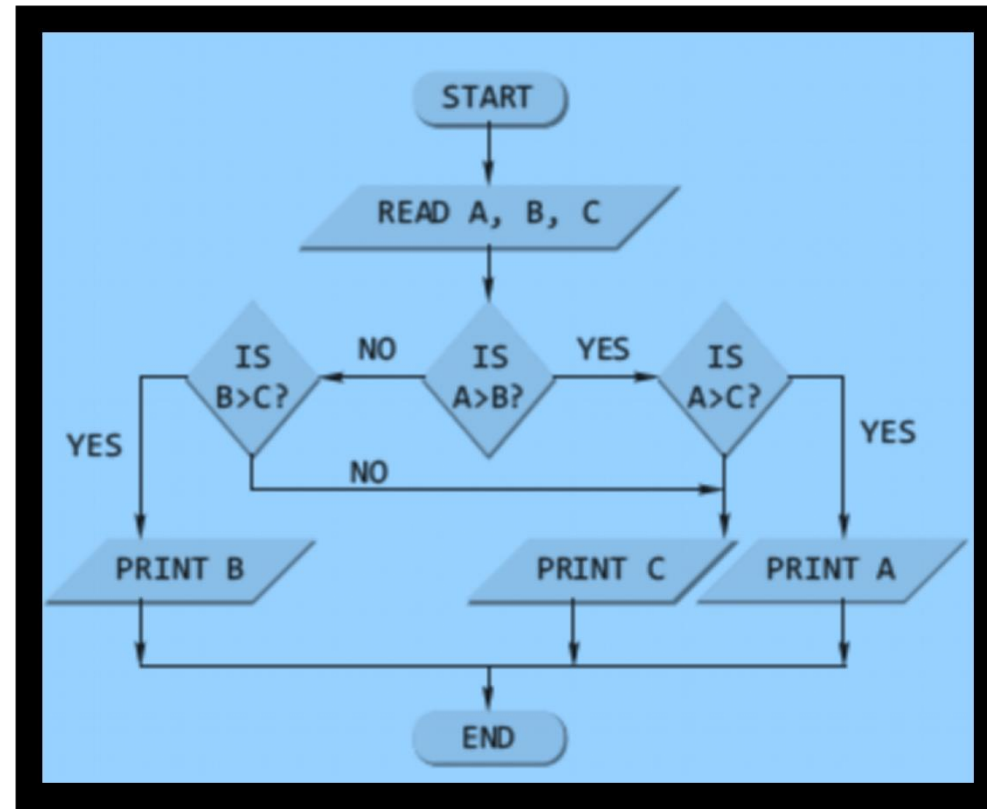 START
READ A, B, C
IS
B>C?
NO
IS
A>B?
YES
IS
A>C?
YES
YES
NO
PRINT B
PRINT C
PRINT A
END